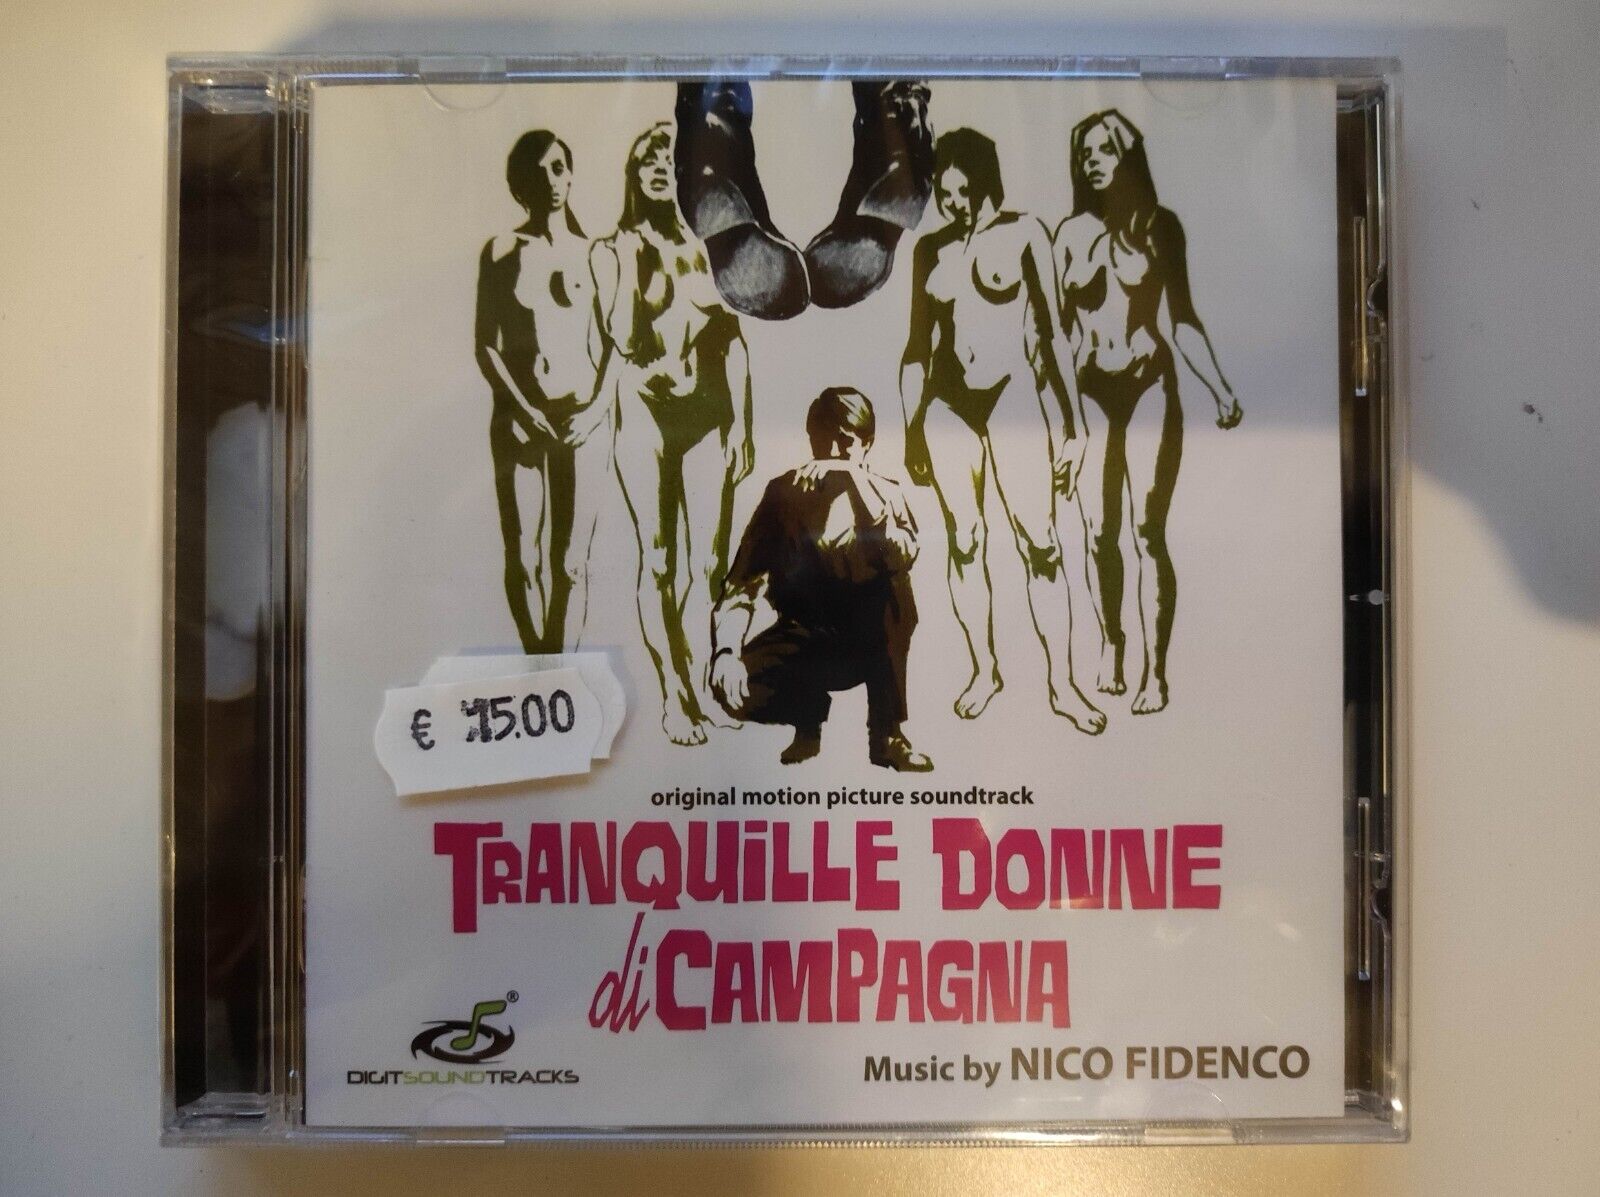 € 15.00
original motion picture soundtrack
TRANQUiLLE DONNE
di CAMPAGNA
®
DIGITSOUNDTRACKS
Music by NICO FIDENCO